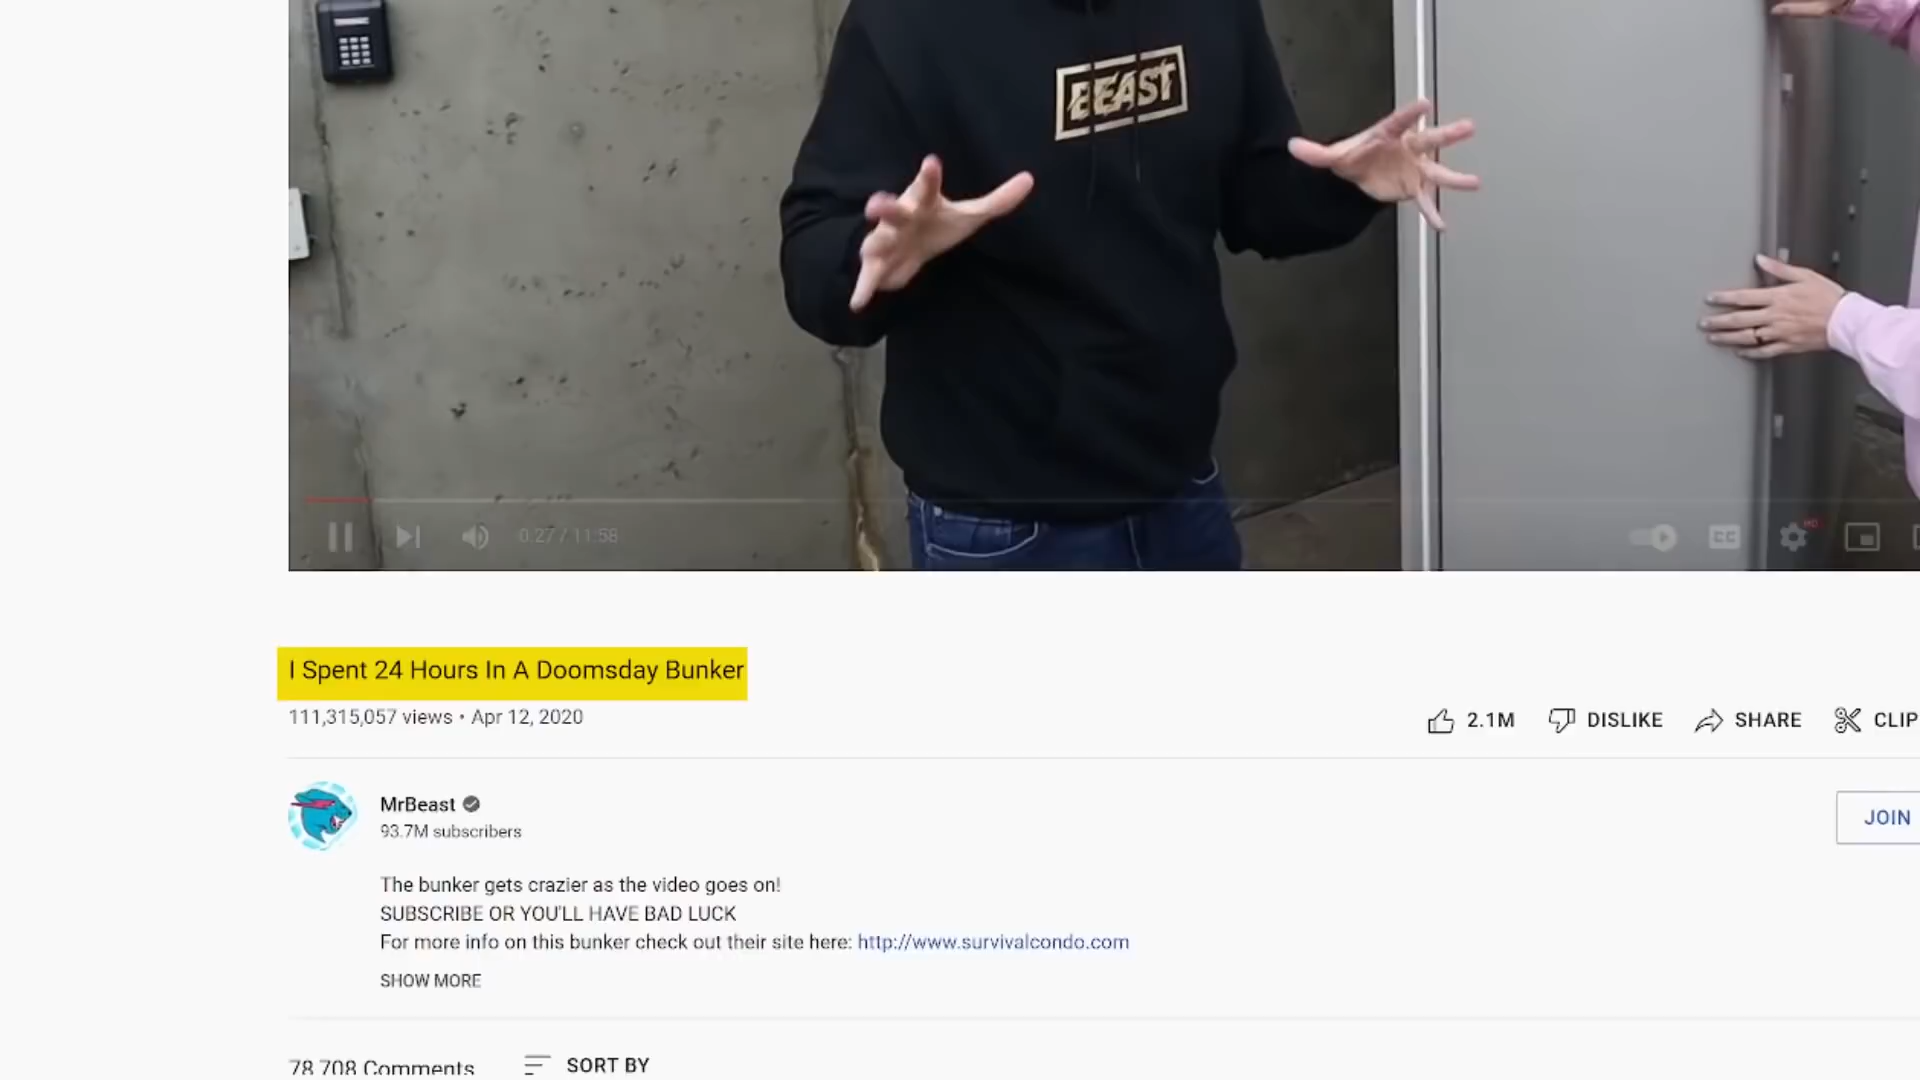 BEAST
0:27 / 11:58
CC
HD
I Spent 24 Hours In A Doomsday Bunker
111,315,057 views • Apr 12, 2020
2.1M
DISLIKE
SHARE
CLIP
MrBeast
93.7M subscribers
JOIN
The bunker gets crazier as the video goes on!
SUBSCRIBE OR YOU'LL HAVE BAD LUCK
For more info on this bunker check out their site here: http://www.survivalcondo.com
SHOW MORE
78,708 Comments
SORT BY